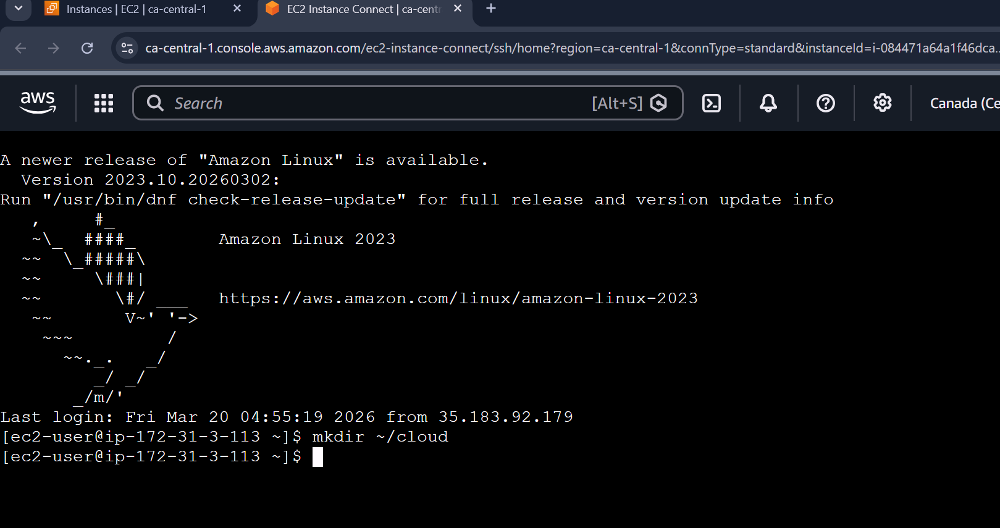 Instances | EC2 | ca-central-1
EC2 Instance Connect | ca-centr
ca-central-1.console.aws.amazon.com/ec2-instance-connect/ssh/home?region=ca-central-1&connType=standard&instanceId=i-084471a64a1f46dca...
aws
Search
[Alt+S]
Canada (Ce
A newer release of "Amazon Linux" is available.
  Version 2023.10.20260302:
Run "/usr/bin/dnf check-release-update" for full release and version update info
   ,     #_
   ~\_  ####_        Amazon Linux 2023
  ~~  \_#####\
  ~~     \###|
  ~~       \#/ ___   https://aws.amazon.com/linux/amazon-linux-2023
   ~~       V~' '->
    ~~~         /
      ~~._.   _/
         _/ _/
       _/m/'
Last login: Fri Mar 20 04:55:19 2026 from 35.183.92.179
[ec2-user@ip-172-31-3-113 ~]$ mkdir ~/cloud
[ec2-user@ip-172-31-3-113 ~]$